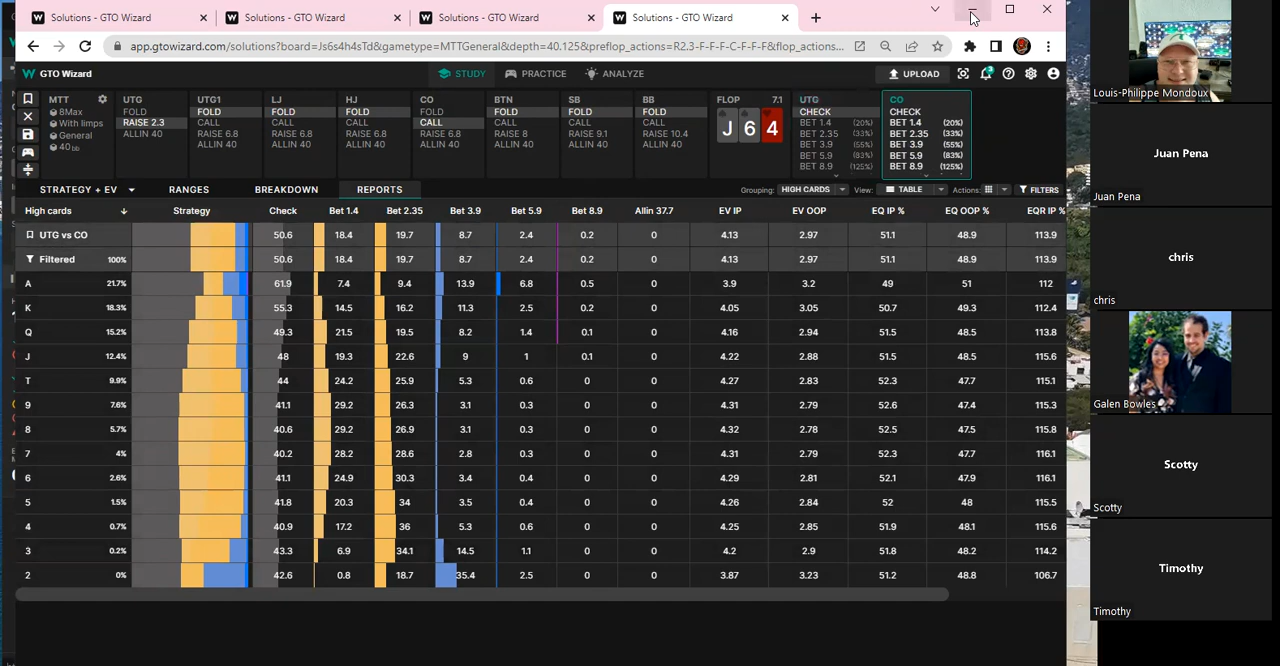 Solutions - GTO Wizard
Solutions - GTO Wizard
Solutions - GTO Wizard
Solutions - GTO Wizard
app.gtowizard.com/solutions?board=Js6s4h4sTd&gametype=MTTGeneral&depth=40.125&preflop_actions=R2.3-F-F-F-C-F-F-F&flop_actions...
GTO Wizard
STUDY
PRACTICE
ANALYZE
UPLOAD
MTT
8Max
With limps
General
40bb
UTG
FOLD
RAISE 2.3
ALLIN 40
UTG1
FOLD
CALL
RAISE 6.8
ALLIN 40
LJ
FOLD
CALL
RAISE 6.8
ALLIN 40
HJ
FOLD
CALL
RAISE 6.8
ALLIN 40
CO
FOLD
CALL
RAISE 6.8
ALLIN 40
BTN
FOLD
CALL
RAISE 8
ALLIN 40
SB
FOLD
CALL
RAISE 9.1
ALLIN 40
BB
FOLD
CALL
RAISE 10.4
ALLIN 40
FLOP 7.1
J 6 4
UTG
CHECK
BET 1.4 (20%)
BET 2.35 (33%)
BET 3.9 (55%)
BET 5.9 (83%)
BET 8.9 (125%)
CO
CHECK
BET 1.4 (20%)
BET 2.35 (33%)
BET 3.9 (55%)
BET 5.9 (83%)
BET 8.9 (125%)
STRATEGY + EV RANGES BREAKDOWN REPORTS Grouping: HIGH CARDS View: TABLE Actions: FILTERS
High cards Strategy Check Bet 1.4 Bet 2.35 Bet 3.9 Bet 5.9 Bet 8.9 Allin 37.7 EV IP EV OOP EQ IP % EQ OOP % EQR IP %
UTG vs CO 50.6 18.4 19.7 8.7 2.4 0.2 0 4.13 2.97 51.1 48.9 113.9
Filtered 100% 50.6 18.4 19.7 8.7 2.4 0.2 0 4.13 2.97 51.1 48.9 113.9
A 21.7% 61.9 7.4 9.4 13.9 6.8 0.5 0 3.9 3.2 49 51 112
K 18.3% 55.3 14.5 16.2 11.3 2.5 0.2 0 4.05 3.05 50.7 49.3 112.4
Q 15.2% 49.3 21.5 19.5 8.2 1.4 0.1 0 4.16 2.94 51.5 48.5 113.8
J 12.4% 48 19.3 22.6 9 1 0.1 0 4.22 2.88 51.5 48.5 115.6
T 9.9% 44 24.2 25.9 5.3 0.6 0 0 4.27 2.83 52.3 47.7 115.1
9 7.6% 41.1 29.2 26.3 3.1 0.3 0 0 4.31 2.79 52.6 47.4 115.3
8 5.7% 40.6 29.2 26.9 3.1 0.3 0 0 4.32 2.78 52.5 47.5 115.8
7 4% 40.2 28.2 28.6 2.8 0.3 0 0 4.31 2.79 52.3 47.7 116.1
6 2.6% 41.1 24.9 30.3 3.4 0.4 0 0 4.29 2.81 52.1 47.9 116.1
5 1.5% 41.8 20.3 34 3.5 0.4 0 0 4.26 2.84 52 48 115.5
4 0.7% 40.9 17.2 36 5.3 0.6 0 0 4.25 2.85 51.9 48.1 115.6
3 0.2% 43.3 6.9 34.1 14.5 1.1 0 0 4.2 2.9 51.8 48.2 114.2
2 0% 42.6 0.8 18.7 35.4 2.5 0 0 3.87 3.23 51.2 48.8 106.7
Louis-Philippe Mondoux
Juan Pena
Juan Pena
chris
chris
Galen Bowles
Scotty
Scotty
Timothy
Timothy